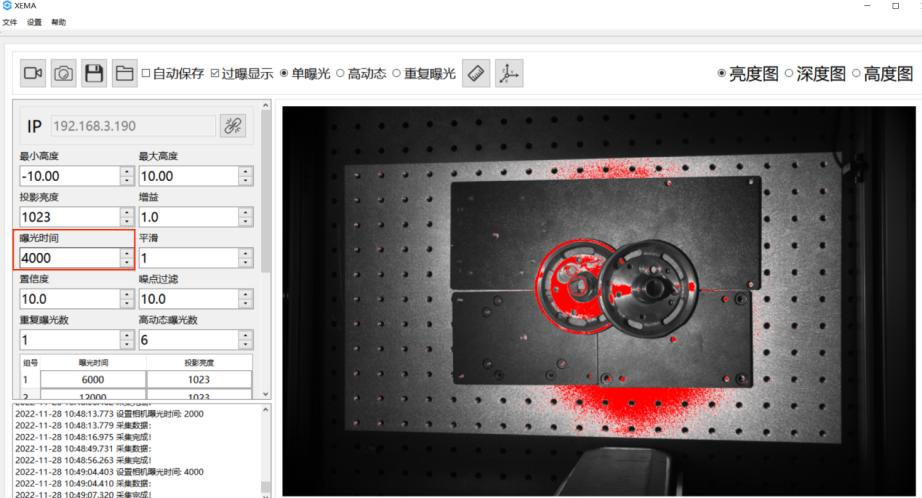 XEMA
文件 设置 帮助
自动保存 过曝显示 单曝光 高动态 重复曝光 亮度图 深度图 高度图
IP 192.168.3.190
最小高度 最大高度
-10.00 10.00
投影亮度 增益
1023 1.0
曝光时间 平滑
4000 1
置信度 噪点过滤
10.0 10.0
重复曝光数 高动态曝光数
1 6
组号 曝光时间 投影亮度
1 6000 1023
2 12000 1023
2022-11-28 10:48:13.773 设置相机曝光时间: 2000
2022-11-28 10:48:13.779 采集数据:
2022-11-28 10:48:16.975 采集完成!
2022-11-28 10:48:49.731 采集数据:
2022-11-28 10:48:56.263 采集完成!
2022-11-28 10:49:04.403 设置相机曝光时间: 4000
2022-11-28 10:49:04.410 采集数据:
2022-11-28 10:49:07.320 采集完成!